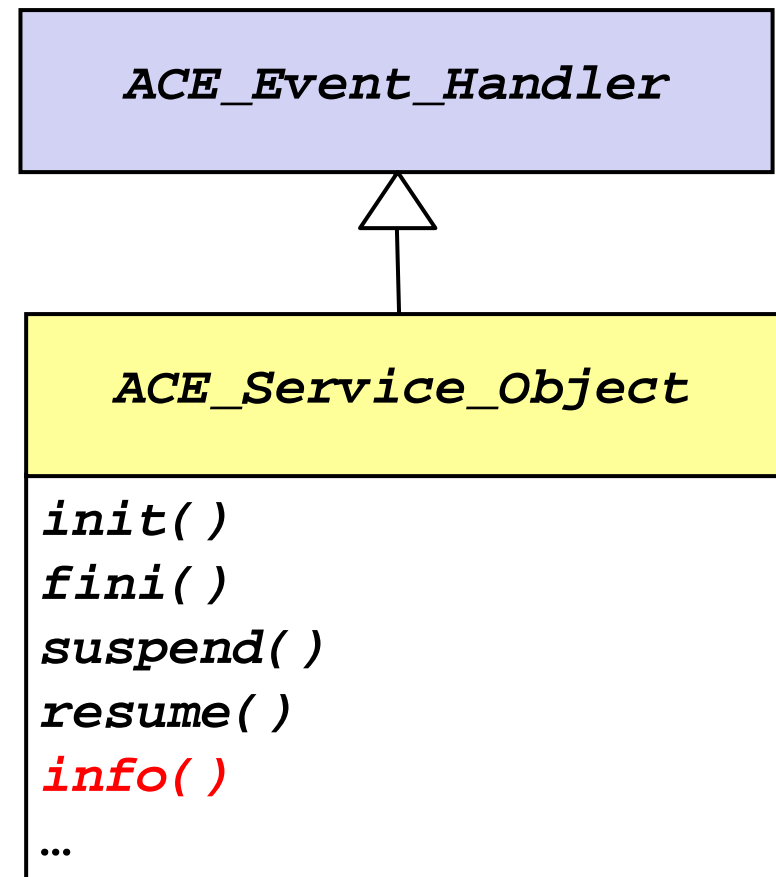 ACE_Event_Handler
ACE_Service_Object
init()
fini()
suspend()
resume()
info()
…